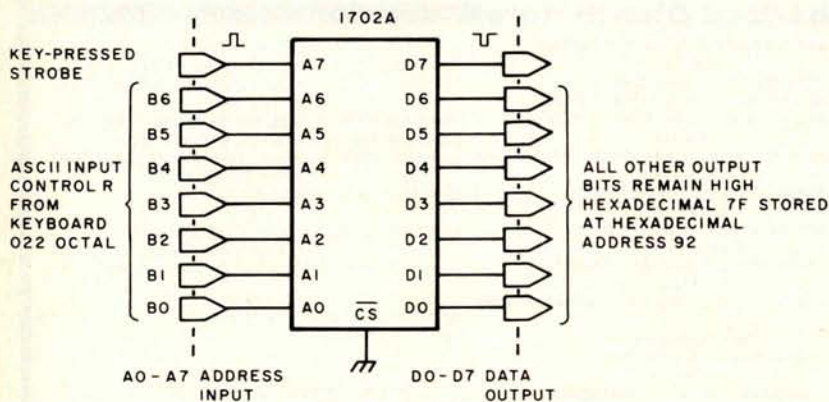 1702A
KEY-PRESSED
STROBE
A7
D7
B6
A6
D6
B5
A5
D5
B4
A4
D4
B3
A3
D3
B2
A2
D2
B1
A1
D1
B0
A0
CS
D0
ASCII INPUT
CONTROL R
FROM
KEYBOARD
022 OCTAL
ALL OTHER OUTPUT
BITS REMAIN HIGH
HEXADECIMAL 7F STORED
AT HEXADECIMAL
ADDRESS 92
A0-A7 ADDRESS
INPUT
D0-D7 DATA
OUTPUT